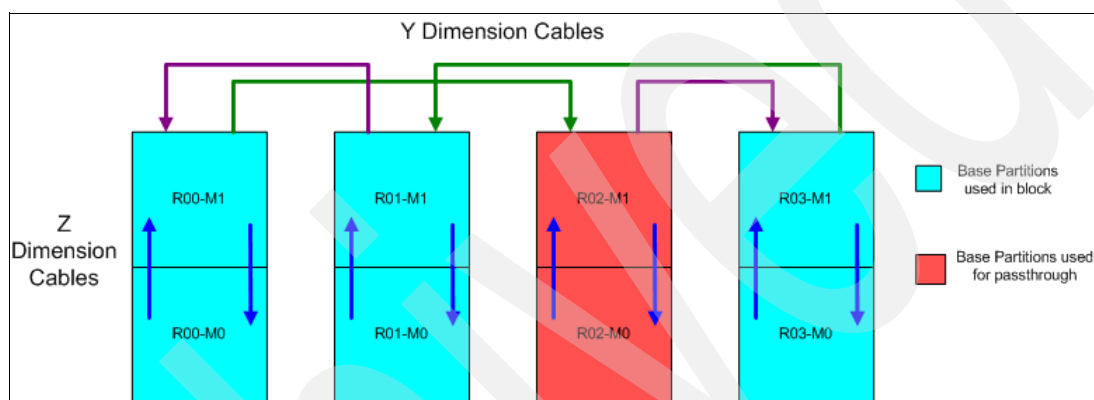 Y Dimension Cables
R00-M1
R01-M1
R02-M1
R03-M1
Base Partitions
used in block
Z
Dimension
Cables
Base Partitions used
for passthrough
R00-M0
R01-M0
R02-M0
R03-M0